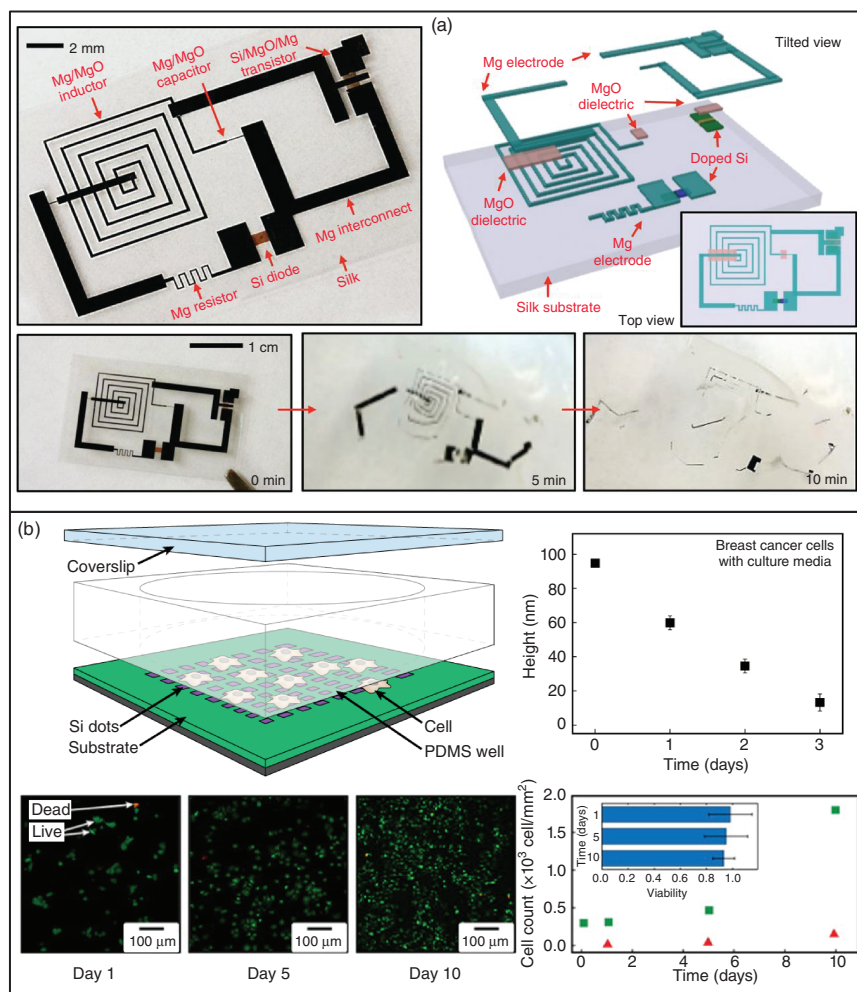 (a)
2 mm
Mg/MgO
inductor
Mg/MgO
capacitor
Si/MgO/Mg
transistor
Mg interconnect
Si diode
Silk
Mg resistor
Tilted view
Mg electrode
MgO
dielectric
Doped Si
MgO
dielectric
Mg
electrode
Silk substrate
Top view
1 cm
0 min
5 min
10 min
(b)
Coverslip
Si dots
Substrate
Cell
PDMS well
Breast cancer cells
with culture media
Height (nm)
100
80
60
40
20
0
0 1 2 3
Time (days)
Dead
Live
100 μm
100 μm
100 μm
Day 1
Day 5
Day 10
Cell count (×10³ cell/mm²)
2.0
1.5
1.0
0.5
0.0
0 2 4 6 8 10
Time (days)
Time (days)
1
5
10
0.0 0.2 0.4 0.6 0.8 1.0
Viability